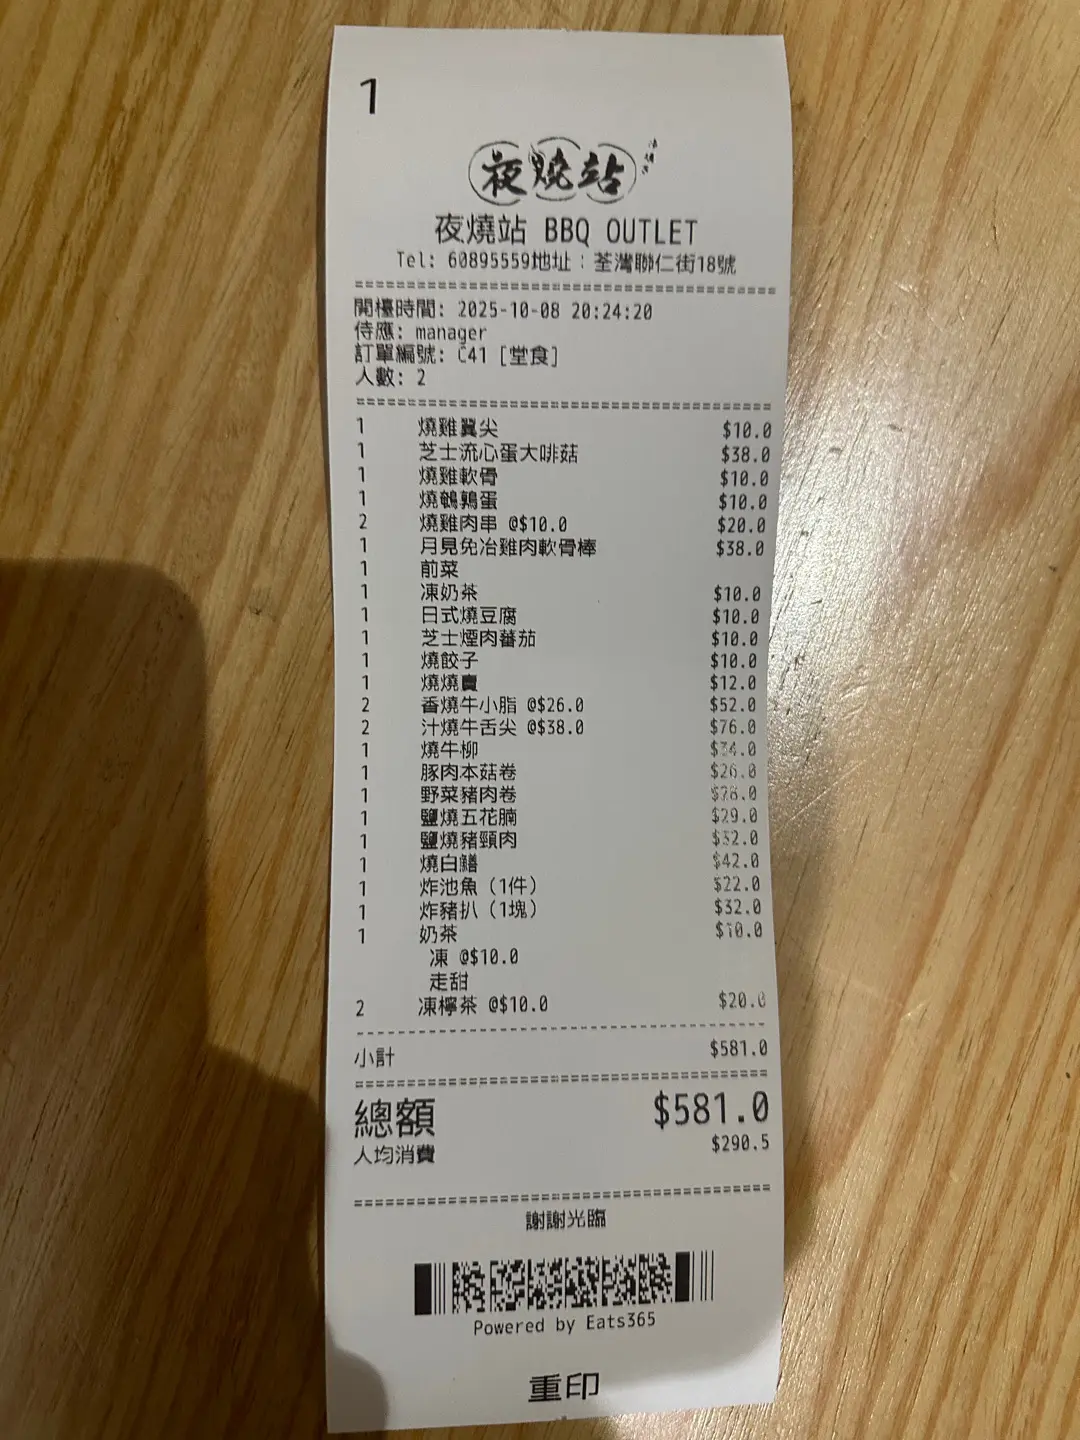 1
夜燒站
夜燒站 BBQ OUTLET
Tel: 60895559地址：荃灣聯仁街18號
開檯時間: 2025-10-08 20:24:20
侍應: manager
訂單編號: C41 [堂食]
人數: 2
1 燒雞翼尖 $10.0
1 芝士流心蛋大啡菇 $38.0
1 燒雞軟骨 $10.0
1 燒鵪鶉蛋 $10.0
2 燒雞肉串 @$10.0 $20.0
1 月見免治雞肉軟骨棒 $38.0
1 前菜
1 凍奶茶 $10.0
1 日式燒豆腐 $10.0
1 芝士煙肉蕃茄 $10.0
1 燒餃子 $10.0
1 燒燒賣 $12.0
2 香燒牛小脂 @$26.0 $52.0
2 汁燒牛舌尖 @$38.0 $76.0
1 燒牛柳 $34.0
1 豚肉本菇卷 $26.0
1 野菜豬肉卷 $28.0
1 鹽燒五花腩 $29.0
1 鹽燒豬頸肉 $32.0
1 燒白鱔 $42.0
1 炸池魚（1件） $22.0
1 炸豬扒（1塊） $32.0
1 奶茶 $10.0
凍 @$10.0
走甜
2 凍檸茶 @$10.0 $20.0
小計 $581.0
總額 $581.0
人均消費 $290.5
謝謝光臨
Powered by Eats365
重印